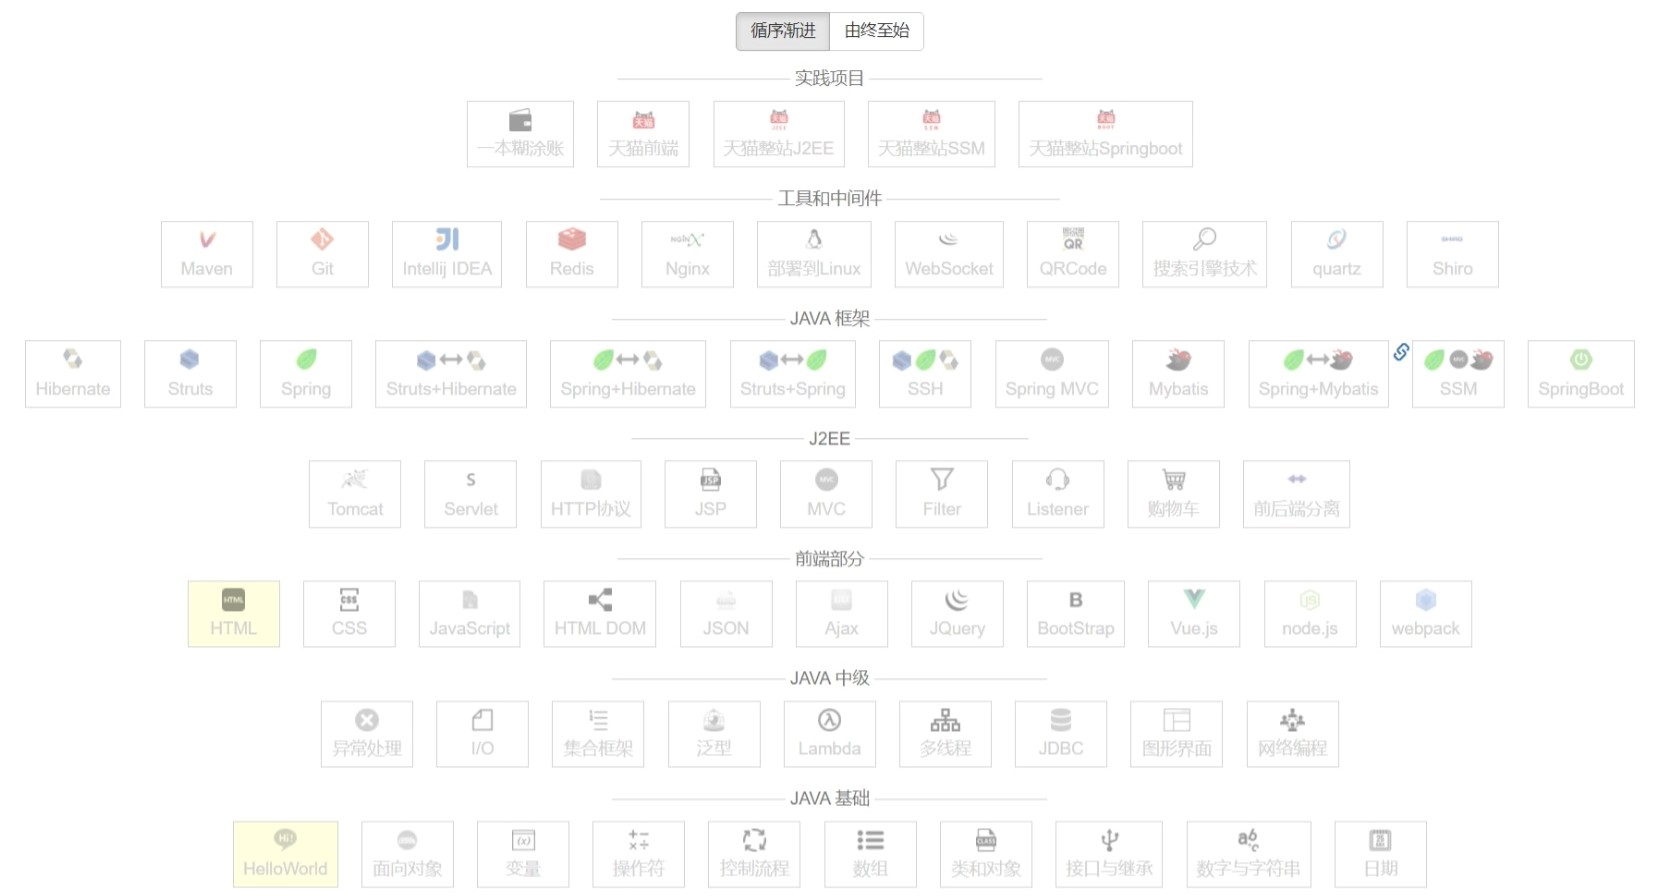 循序渐进 由终至始
实践项目
一本糊涂账 天猫前端 天猫整站J2EE 天猫整站SSM 天猫整站Springboot
工具和中间件
Maven Git Intellij IDEA Redis Nginx 部署到Linux WebSocket QRCode 搜索引擎技术 quartz Shiro
JAVA 框架
Hibernate Struts Spring Struts+Hibernate Spring+Hibernate Struts+Spring SSH Spring MVC Mybatis Spring+Mybatis SSM SpringBoot
J2EE
Tomcat Servlet HTTP协议 JSP MVC Filter Listener 购物车 前后端分离
前端部分
HTML CSS JavaScript HTML DOM JSON Ajax JQuery BootStrap Vue.js node.js webpack
JAVA 中级
异常处理 I/O 集合框架 泛型 Lambda 多线程 JDBC 图形界面 网络编程
JAVA 基础
HelloWorld 面向对象 变量 操作符 控制流程 数组 类和对象 接口与继承 数字与字符串 日期